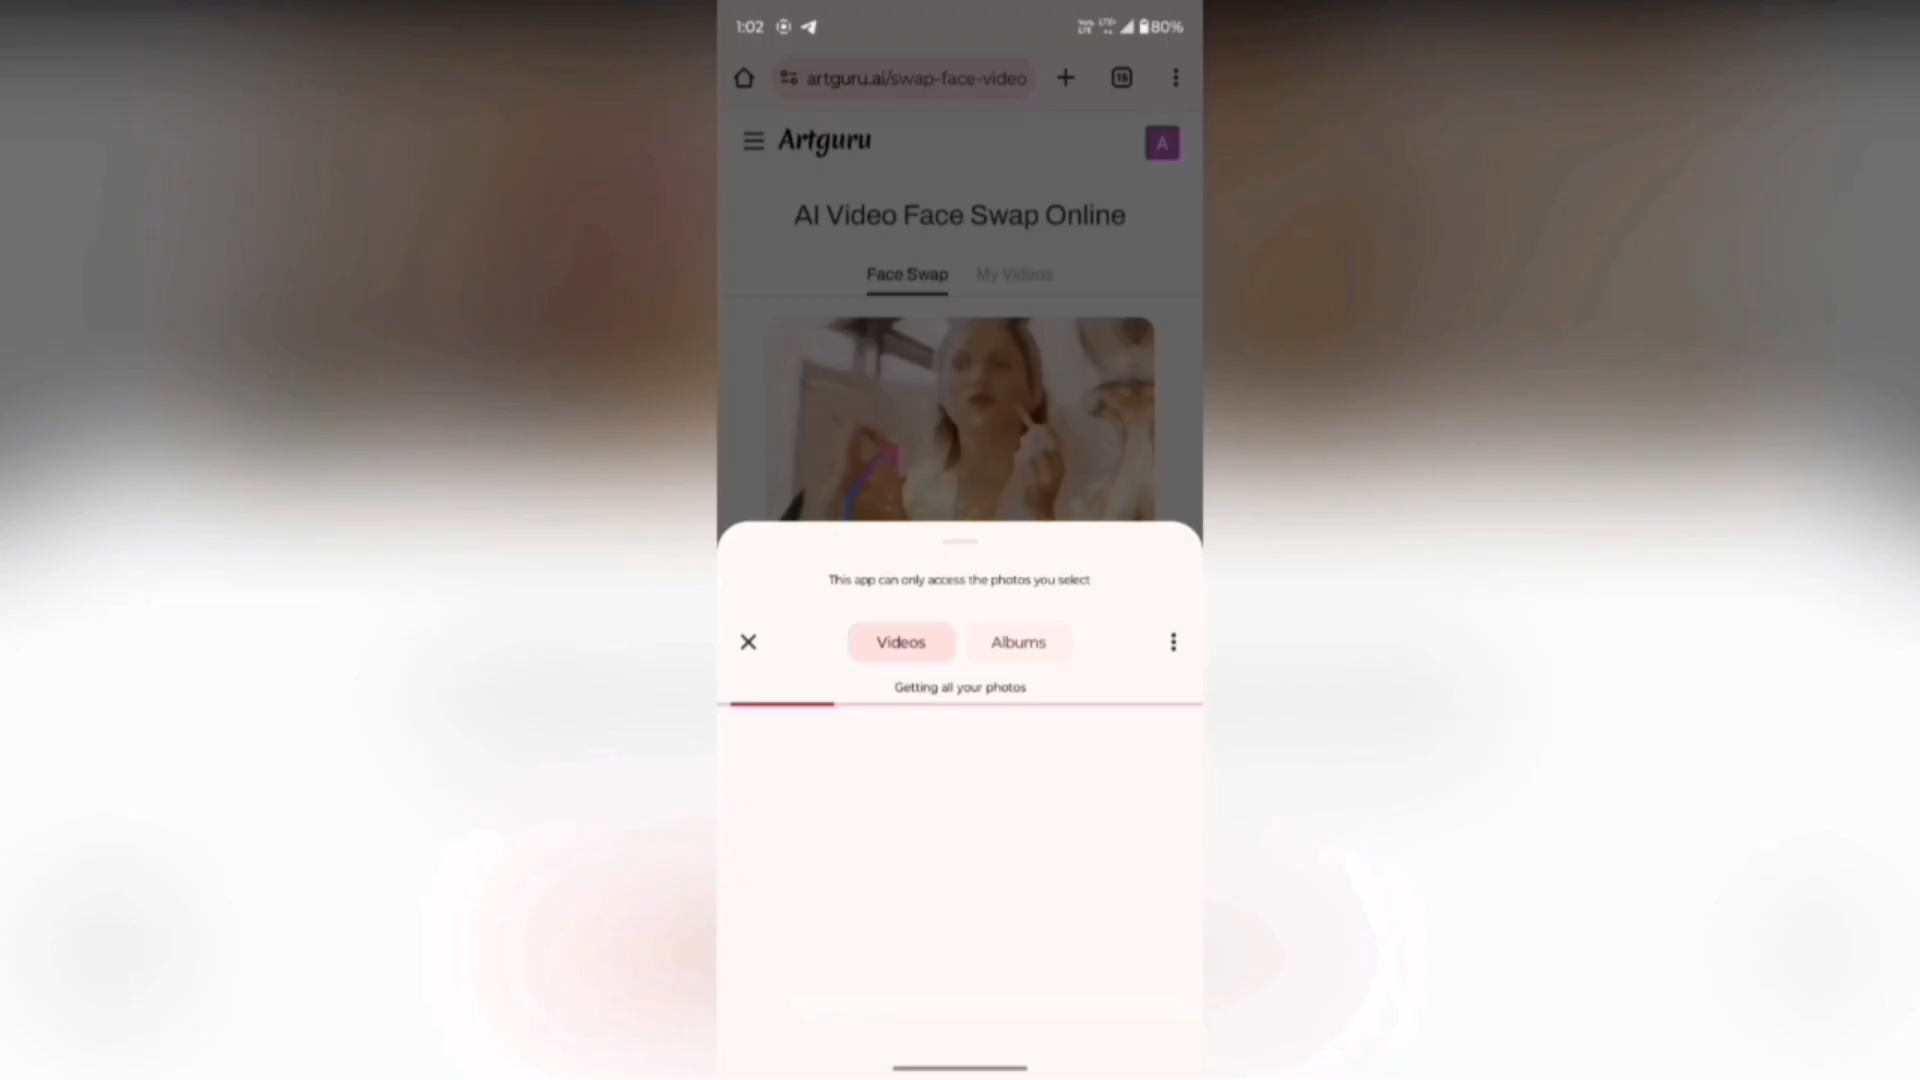 1:02 80%
artguru.ai/swap-face-video 18
Artguru A
AI Video Face Swap Online
Face Swap My Videos
This app can only access the photos you select
Videos Albums
Getting all your photos